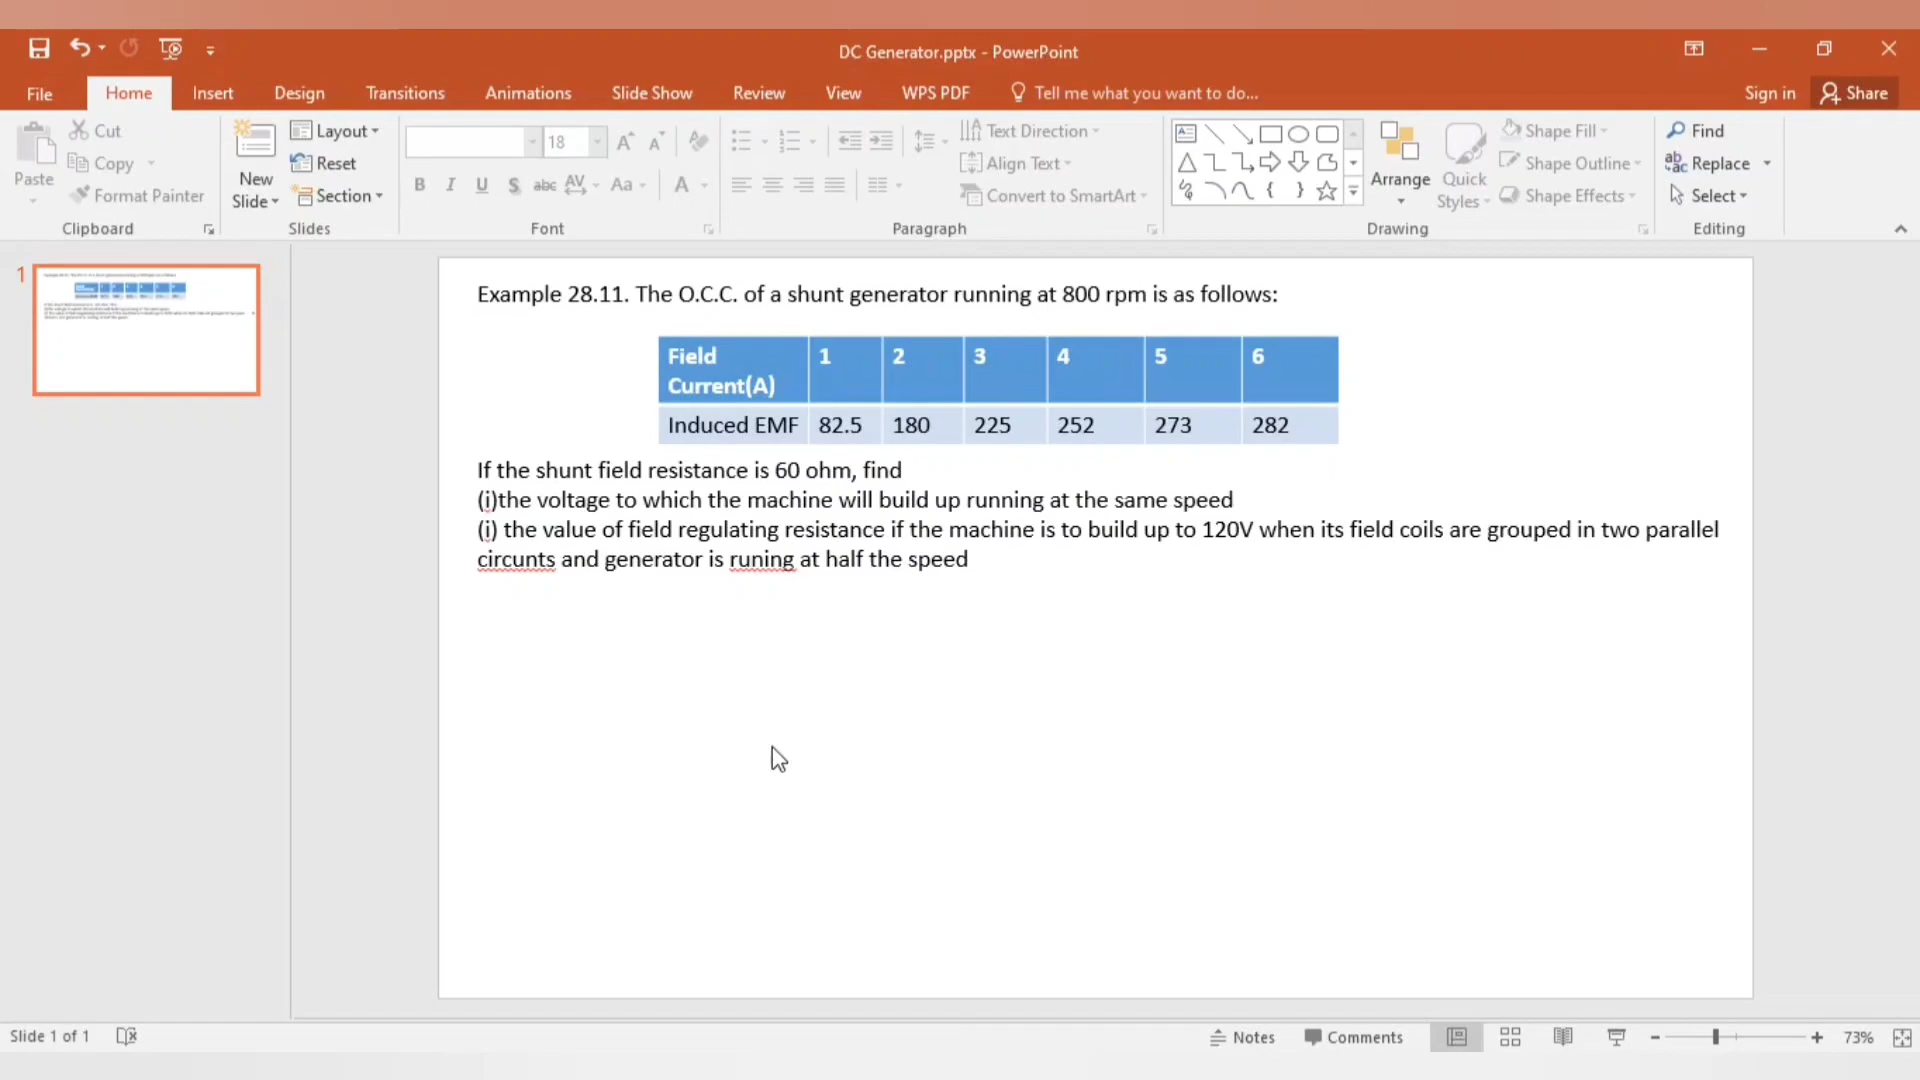 DC Generator.pptx - PowerPoint
File Home Insert Design Transitions Animations Slide Show Review View WPS PDF Tell me what you want to do... Sign in Share
Cut
Copy
Format Painter
Paste
Clipboard
New Slide
Layout
Reset
Section
Slides
18
B I U S abc AV Aa A
Font
Text Direction
Align Text
Convert to SmartArt
Paragraph
Arrange
Quick Styles
Shape Fill
Shape Outline
Shape Effects
Drawing
Find
Replace
Select
Editing
1
Example 28.11. The O.C.C. of a shunt generator running at 800 rpm is as follows:
Field Current(A) 1 2 3 4 5 6
Induced EMF 82.5 180 225 252 273 282
If the shunt field resistance is 60 ohm, find
(i)the voltage to which the machine will build up running at the same speed
(i) the value of field regulating resistance if the machine is to build up to 120V when its field coils are grouped in two parallel
circunts and generator is runing at half the speed
Slide 1 of 1 Notes Comments 73%